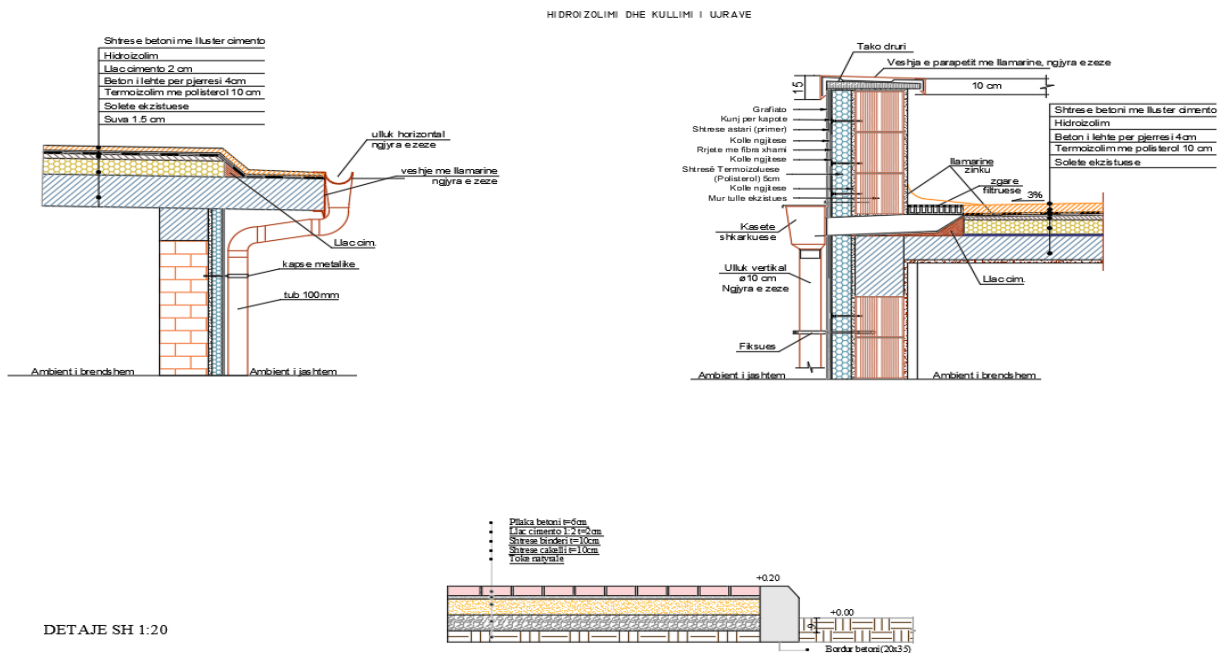 HIDROIZOLIMI DHE KULLIMI I UJRAVE
Shtrese betoni me lluster cimento
Hidroizolim
Llac cimento 2 cm
Beton i lehte per pjerresi 4cm
Termoizolim me polisterol 10 cm
Solete ekzistuese
Suva 1.5 cm
ulluk horizontal
ngjyra e zeze
veshje me llamarine
ngjyra e zeze
Llac cim.
kapse metalike
tub 100mm
Ambient i brendshem
Ambient i jashtem
Tako druri
Veshja e parapetit me llamarine, ngjyra e zeze
15
10 cm
Grafiato
Kunj per kapote
Shtrese astari (primer)
Kolle ngjitese
Rrjete me fibra xhami
Kolle ngjitese
Shtresë Termoizoluese
(Polisterol) 5cm
Kolle ngjitese
Mur tulle ekzistues
Kasete
shkarkuese
Ulluk vertikal
ø10 cm
Ngjyra e zeze
Fiksues
Shtrese betoni me lluster cimento
Hidroizolim
Beton i lehte per pjerresi 4cm
Termoizolim me polisterol 10 cm
Solete ekzistuese
llamarine
zinku
zgare
filtruese
3%
Llac cim.
Ambient i jashtem
Ambient i brendshem
Pllaka betoni t=6cm
Llac cimento 1:2 t=2cm
Shtrese binderi t=10cm
Shtrese cakelli t=10cm
Toke natyrale
+0.20
+0.00
Bordur betoni(20x35)
DETAJE SH 1:20